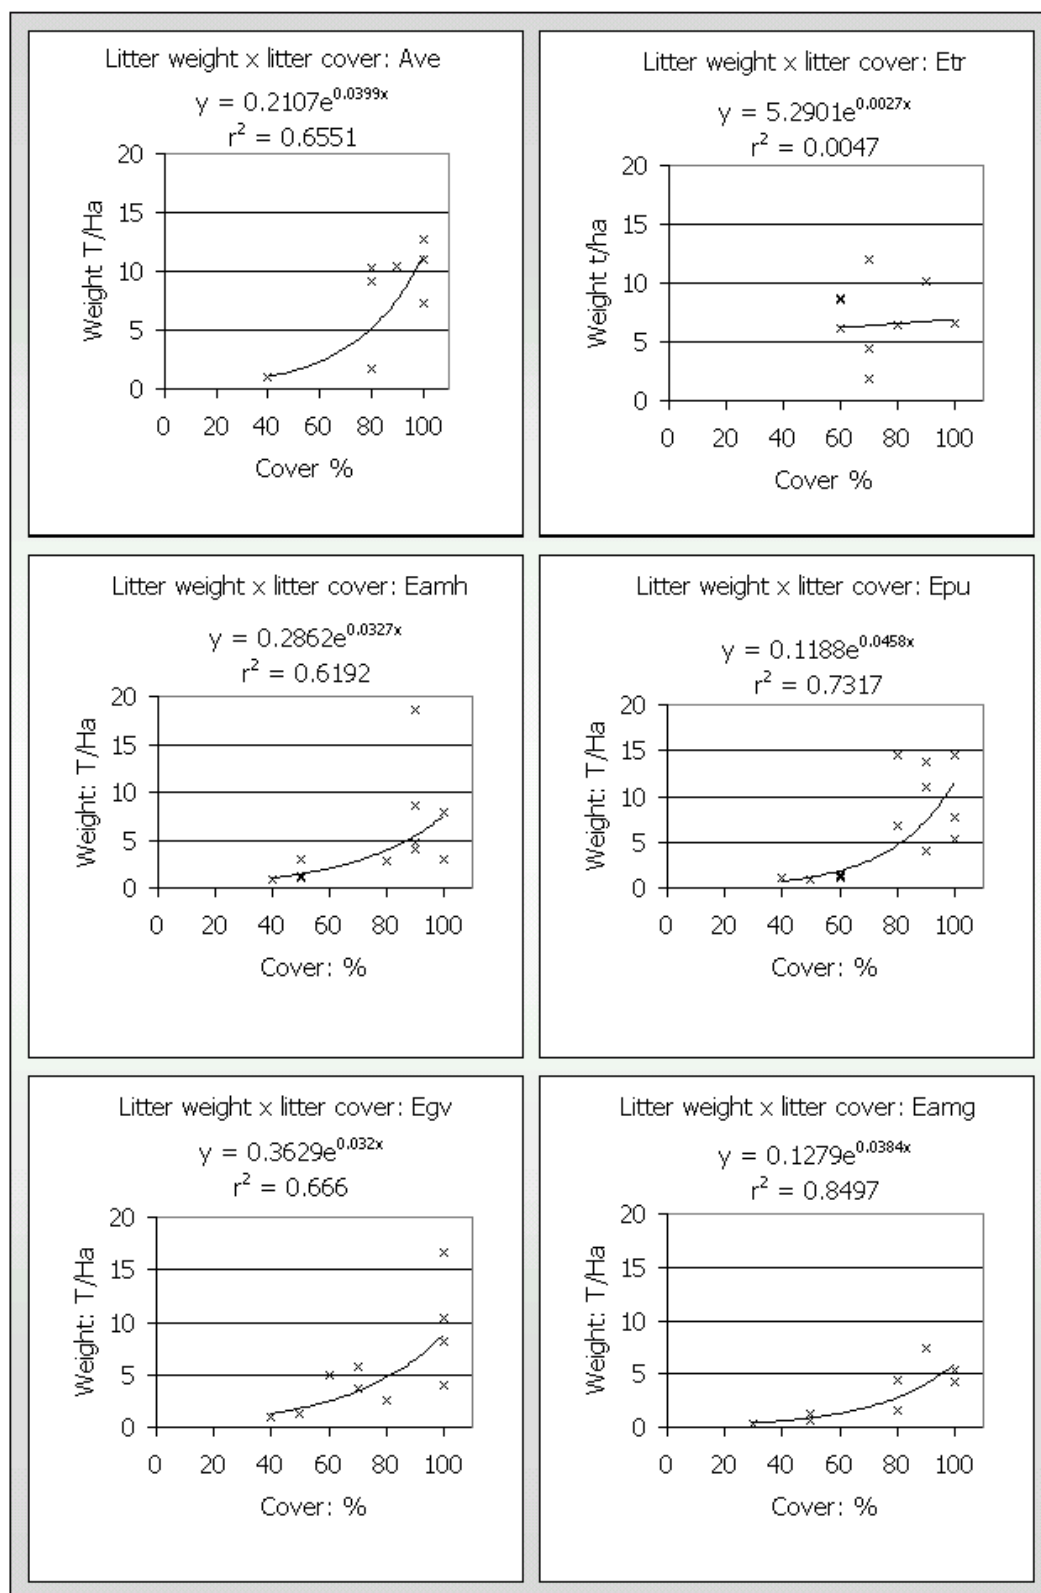 Litter weight x litter cover: Ave
y = 0.2107e^0.0399x
r² = 0.6551
20
15
10
5
0
Weight T/Ha
0 20 40 60 80 100
Cover %
Litter weight x litter cover: Etr
y = 5.2901e^0.0027x
r² = 0.0047
20
15
10
5
0
Weight t/ha
0 20 40 60 80 100
Cover %
Litter weight x litter cover: Eamh
y = 0.2862e^0.0327x
r² = 0.6192
20
15
10
5
0
Weight: T/Ha
0 20 40 60 80 100
Cover: %
Litter weight x litter cover: Epu
y = 0.1188e^0.0458x
r² = 0.7317
20
15
10
5
0
Weight: T/Ha
0 20 40 60 80 100
Cover: %
Litter weight x litter cover: Egv
y = 0.3629e^0.032x
r² = 0.666
20
15
10
5
0
Weight: T/Ha
0 20 40 60 80 100
Cover: %
Litter weight x litter cover: Eamg
y = 0.1279e^0.0384x
r² = 0.8497
20
15
10
5
0
Weight: T/Ha
0 20 40 60 80 100
Cover: %